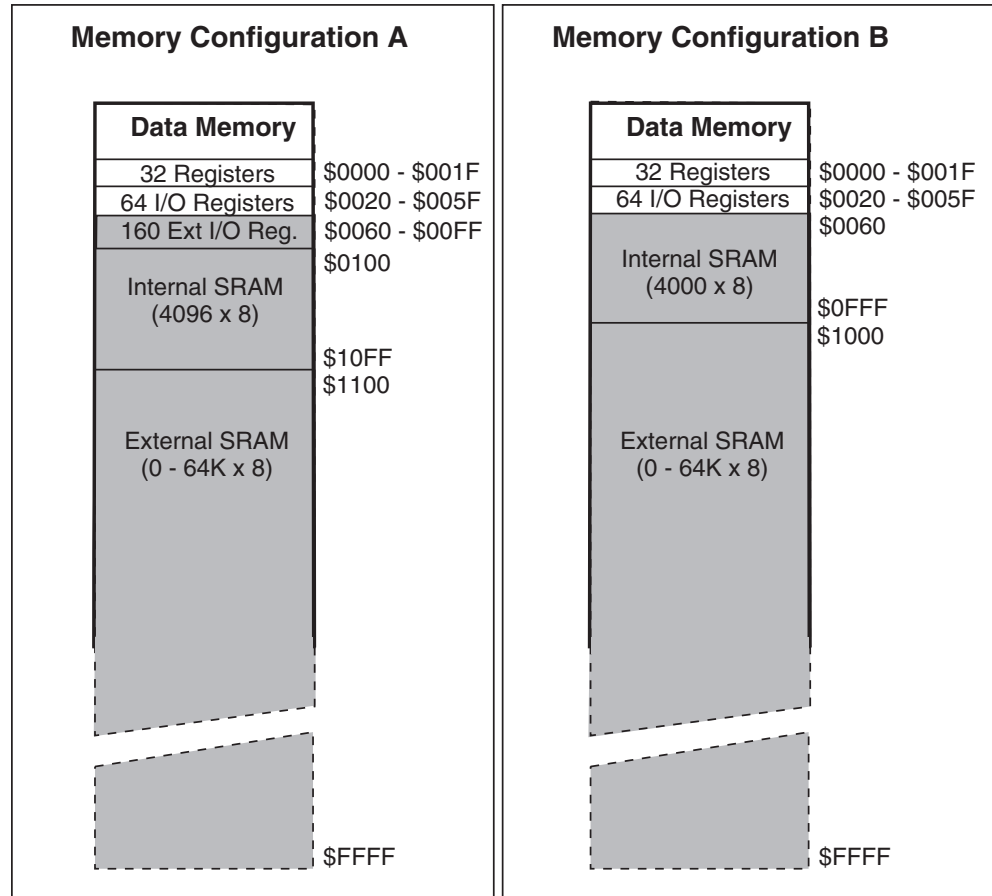 Memory Configuration A
Data Memory
32 Registers $0000 - $001F
64 I/O Registers $0020 - $005F
160 Ext I/O Reg. $0060 - $00FF
$0100
Internal SRAM
(4096 x 8)
$10FF
$1100
External SRAM
(0 - 64K x 8)
$FFFF
Memory Configuration B
Data Memory
32 Registers $0000 - $001F
64 I/O Registers $0020 - $005F
$0060
Internal SRAM
(4000 x 8)
$0FFF
$1000
External SRAM
(0 - 64K x 8)
$FFFF